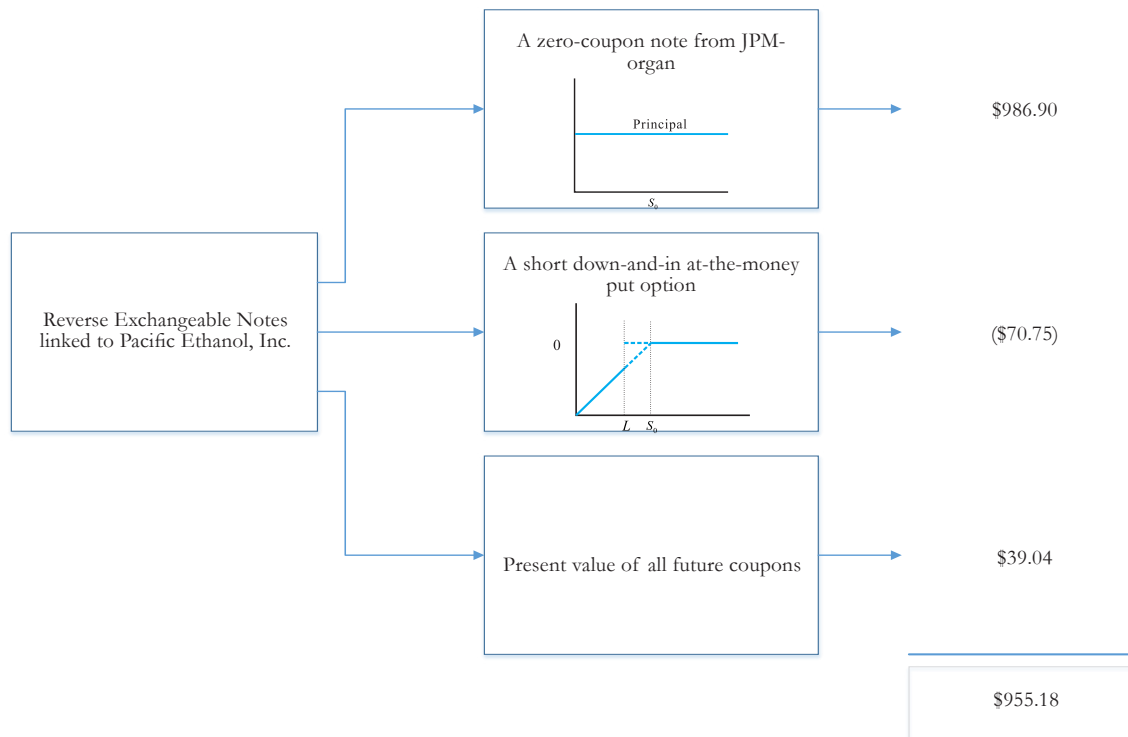 A zero-coupon note from JPM-
organ
Principal
S₀
$986.90
Reverse Exchangeable Notes
linked to Pacific Ethanol, Inc.
A short down-and-in at-the-money
put option
0
L S₀
($70.75)
Present value of all future coupons
$39.04
$955.18